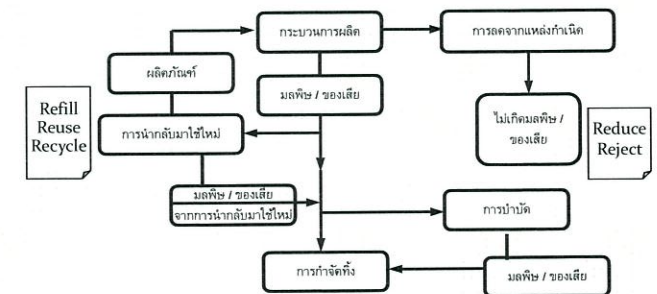 กระบวนการผลิต
การลดจากแหล่งกำเนิด
ผลิตภัณฑ์
มลพิษ / ของเสีย
Refill
Reuse
Recycle
การนำกลับมาใช้ใหม่
ไม่เกิดมลพิษ /
ของเสีย
Reduce
Reject
มลพิษ / ของเสีย
จากการนำกลับมาใช้ใหม่
การบำบัด
การกำจัดทิ้ง
มลพิษ / ของเสีย